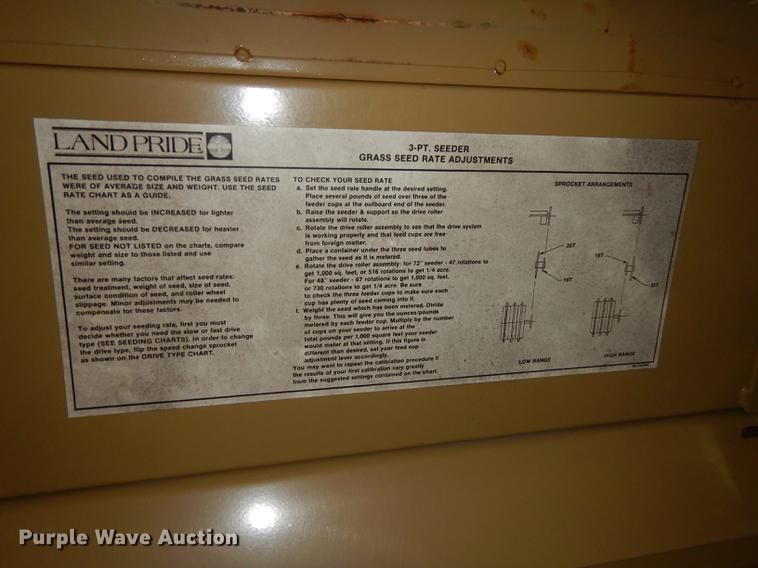 LAND PRIDE
3-PT. SEEDER
GRASS SEED RATE ADJUSTMENTS
THE SEED USED TO COMPILE THE GRASS SEED RATES
WERE OF AVERAGE SIZE AND WEIGHT. USE THE SEED
RATE CHART AS A GUIDE.
The setting should be INCREASED for lighter
than average seed.
The setting should be DECREASED for heavier
than average seed.
FOR SEED NOT LISTED on the charts, compare
weight and size to those listed and use
similar setting.
There are many factors that affect seed rates:
seed treatment, weight of seed, size of seed,
surface condition of seed, and roller wheel
slippage. Minor adjustments may be needed to
compensate for these factors.
To adjust your seeding rate, first you must
decide whether you need the slow or fast drive
type (SEE SEEDING CHARTS). In order to change
the drive type, flip the speed change sprocket
as shown on the DRIVE TYPE CHART.
TO CHECK YOUR SEED RATE
a. Set the seed rate handle at the desired setting.
Place several pounds of seed over three of the
feeder cups at the outboard end of the seeder.
b. Raise the seeder & support so the drive roller
assembly will rotate.
c. Rotate the drive roller assembly to see that the drive system
is working properly and that feed cups are free
from foreign matter.
d. Place a container under the three seed tubes to
gather the seed as it is metered.
e. Rotate the drive roller assembly: for 72" seeder - 47 rotations to
get 1,000 sq. feet, or 516 rotations to get 1/4 acre.
For 48" seeder - 67 rotations to get 1,000 sq. feet.
or 730 rotations to get 1/4 acre. Be sure
to check the three feeder cups to make sure each
cup has plenty of seed coming into it.
f. Weight the seed which has been metered. Divide
by three. This will give you the ounces/pounds
metered by each feeder cup. Multiply by the number
of cups on your seeder to arrive at the
total pounds per 1,000 square feet your seeder
would meter at that setting. If this figure is
different than desired, set your feed cup
adjustment lever accordingly.
You may want to repeat the calibration procedure if
the results of your first calibration vary greatly
from the suggested settings contained on the chart.
SPROCKET ARRANGEMENTS
LOW RANGE
HIGH RANGE
Purple Wave Auction